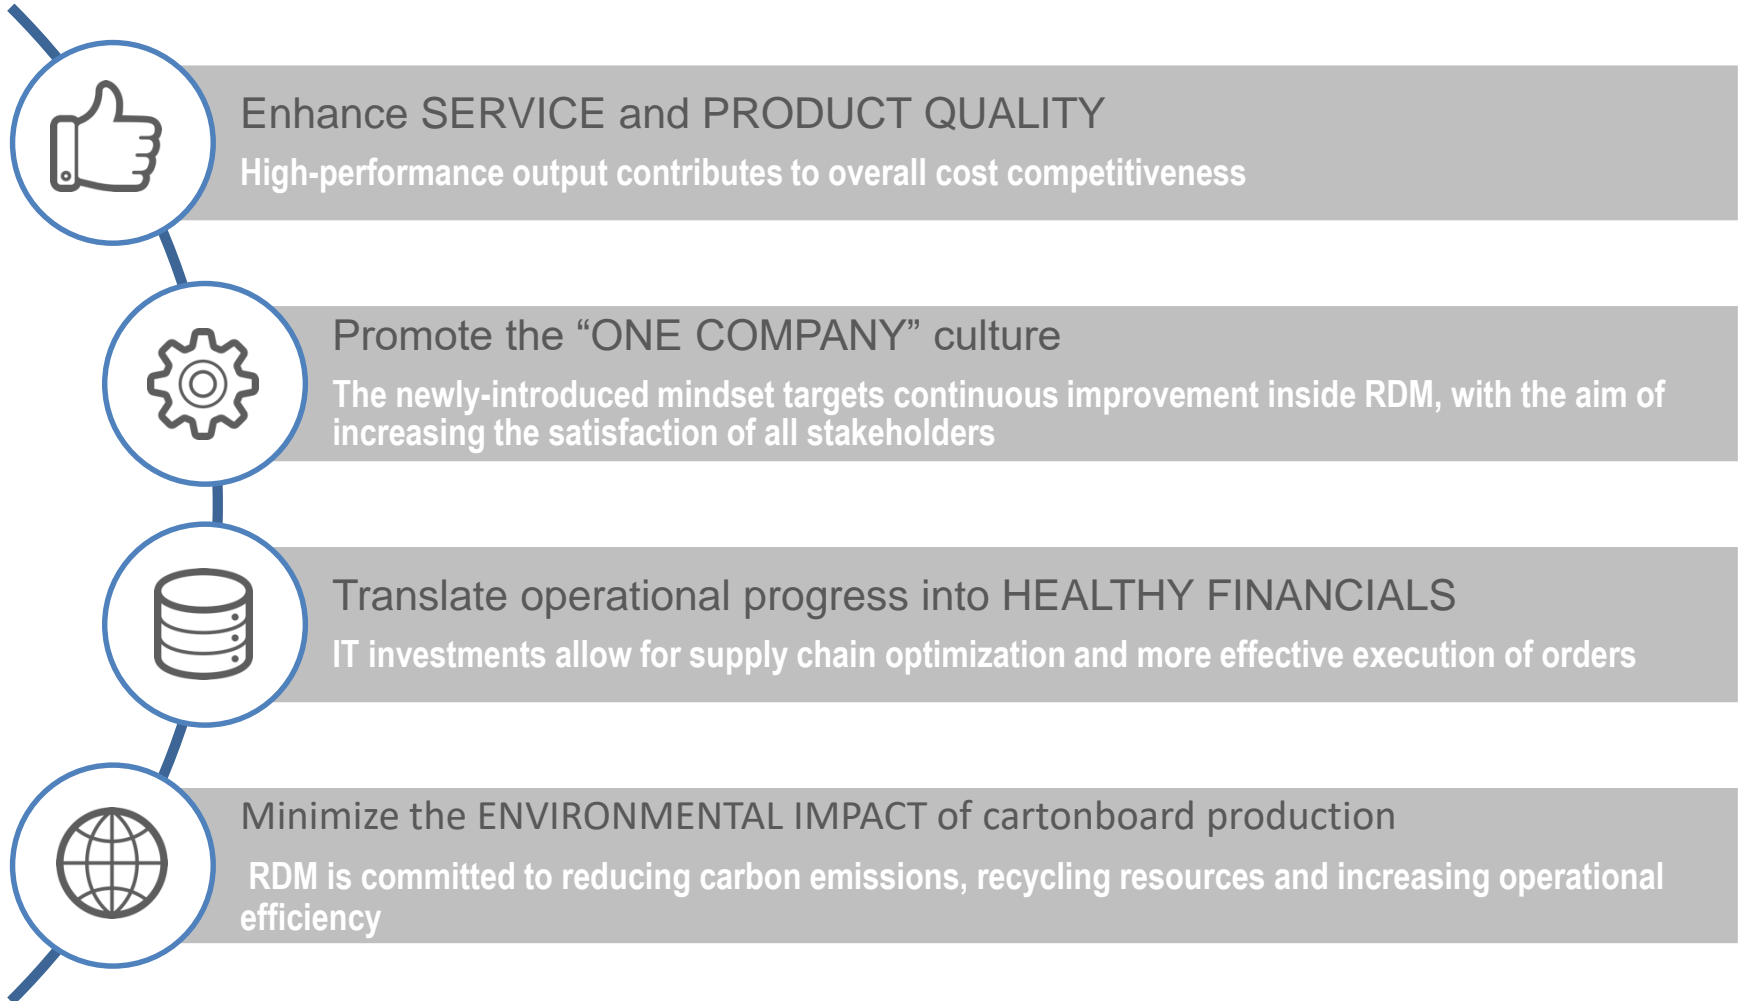 Enhance SERVICE and PRODUCT QUALITY
High-performance output contributes to overall cost competitiveness
Promote the “ONE COMPANY” culture
The newly-introduced mindset targets continuous improvement inside RDM, with the aim of
increasing the satisfaction of all stakeholders
Translate operational progress into HEALTHY FINANCIALS
IT investments allow for supply chain optimization and more effective execution of orders
Minimize the ENVIRONMENTAL IMPACT of cartonboard production
RDM is committed to reducing carbon emissions, recycling resources and increasing operational
efficiency